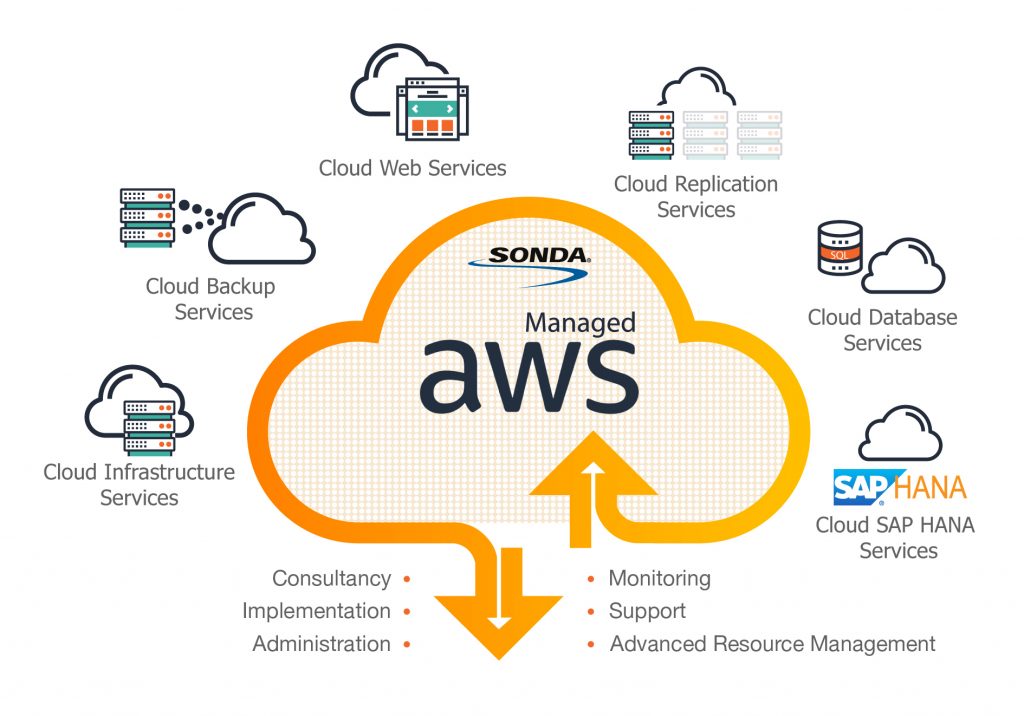 Cloud Web Services
Cloud Replication
Services
Cloud Backup
Services
SQL
Cloud Database
Services
Cloud Infrastructure
Services
SAP HANA
®
Cloud SAP HANA
Services
SONDA®
Managed
aws
Consultancy •
Implementation •
Administration •
• Monitoring
• Support
• Advanced Resource Management